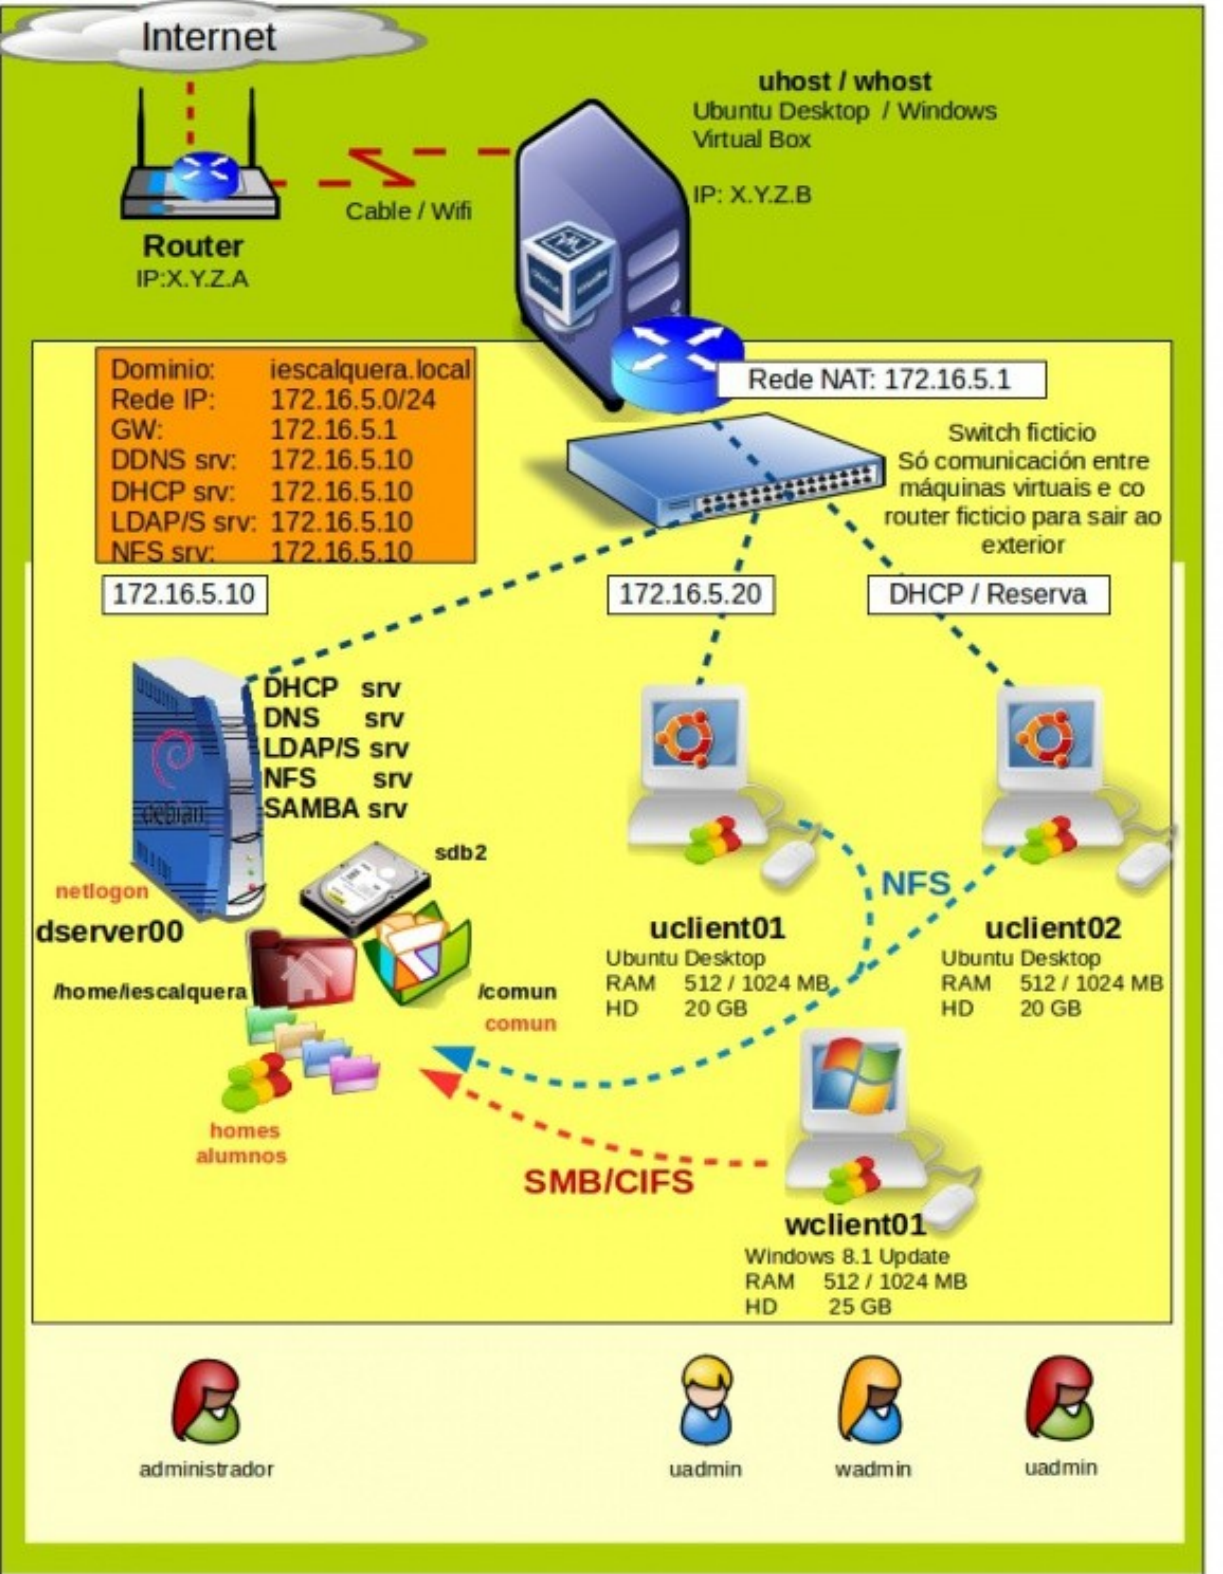 Internet
uhost / whost
Ubuntu Desktop / Windows
Virtual Box
IP: X.Y.Z.B
Cable / Wifi
Router
IP:X.Y.Z.A
Dominio: iescalquera.local
Rede IP: 172.16.5.0/24
GW: 172.16.5.1
DDNS srv: 172.16.5.10
DHCP srv: 172.16.5.10
LDAP/S srv: 172.16.5.10
NFS srv: 172.16.5.10
Rede NAT: 172.16.5.1
Switch ficticio
Só comunicación entre
máquinas virtuais e co
router ficticio para sair ao
exterior
172.16.5.10
172.16.5.20
DHCP / Reserva
DHCP srv
DNS srv
LDAP/S srv
NFS srv
SAMBA srv
debian
sdb2
netlogon
dserver00
/home/iescalquera
/comun
comun
homes
alumnos
NFS
uclient01
Ubuntu Desktop
RAM 512 / 1024 MB
HD 20 GB
uclient02
Ubuntu Desktop
RAM 512 / 1024 MB
HD 20 GB
SMB/CIFS
wclient01
Windows 8.1 Update
RAM 512 / 1024 MB
HD 25 GB
administrador
uadmin
wadmin
uadmin